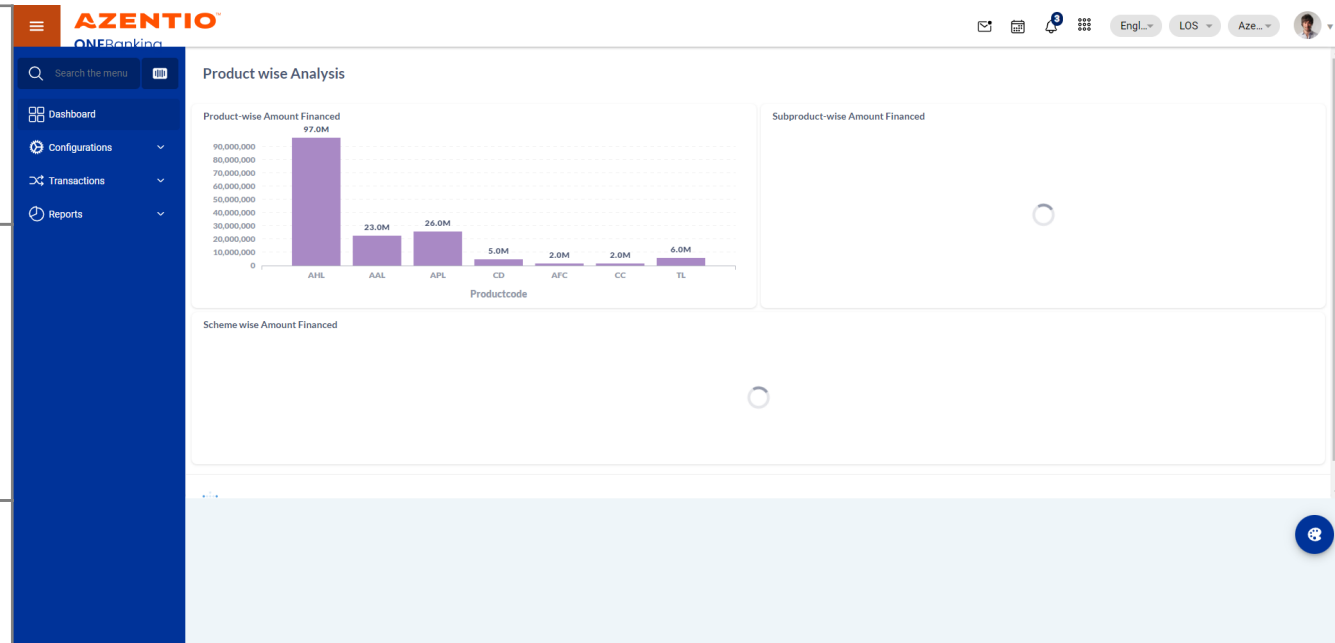 AZENTIO™
ONEBanking
3
Engl...
LOS
Aze...
Search the menu
Dashboard
Configurations
Transactions
Reports
Product wise Analysis
Product-wise Amount Financed
97.0M
90,000,000
80,000,000
70,000,000
60,000,000
50,000,000
40,000,000
30,000,000
20,000,000
10,000,000
0
23.0M
26.0M
5.0M
2.0M
2.0M
6.0M
AHL AAL APL CD AFC CC TL
Productcode
Subproduct-wise Amount Financed
Scheme wise Amount Financed